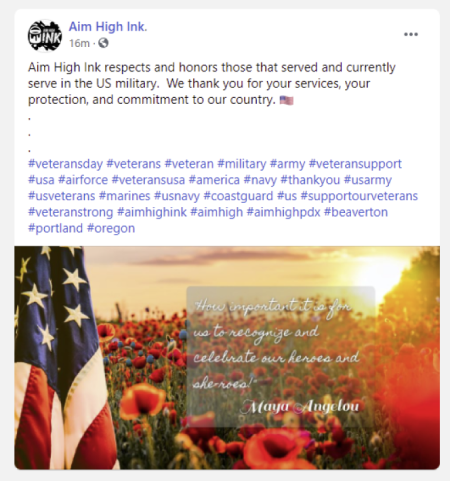 Aim High Ink.
16m ·
Aim High Ink respects and honors those that served and currently
serve in the US military. We thank you for your services, your
protection, and commitment to our country. 🇺🇸
.
.
.
#veteransday #veterans #veteran #military #army #veteransupport
#usa #airforce #veteransusa #america #navy #thankyou #usarmy
#usveterans #marines #usnavy #coastguard #us #supportourveterans
#veteranstrong #aimhighink #aimhigh #aimhighpdx #beaverton
#portland #oregon
"How important it is for
us to recognize and
celebrate our heroes and
she-roes!"
Maya Angelou